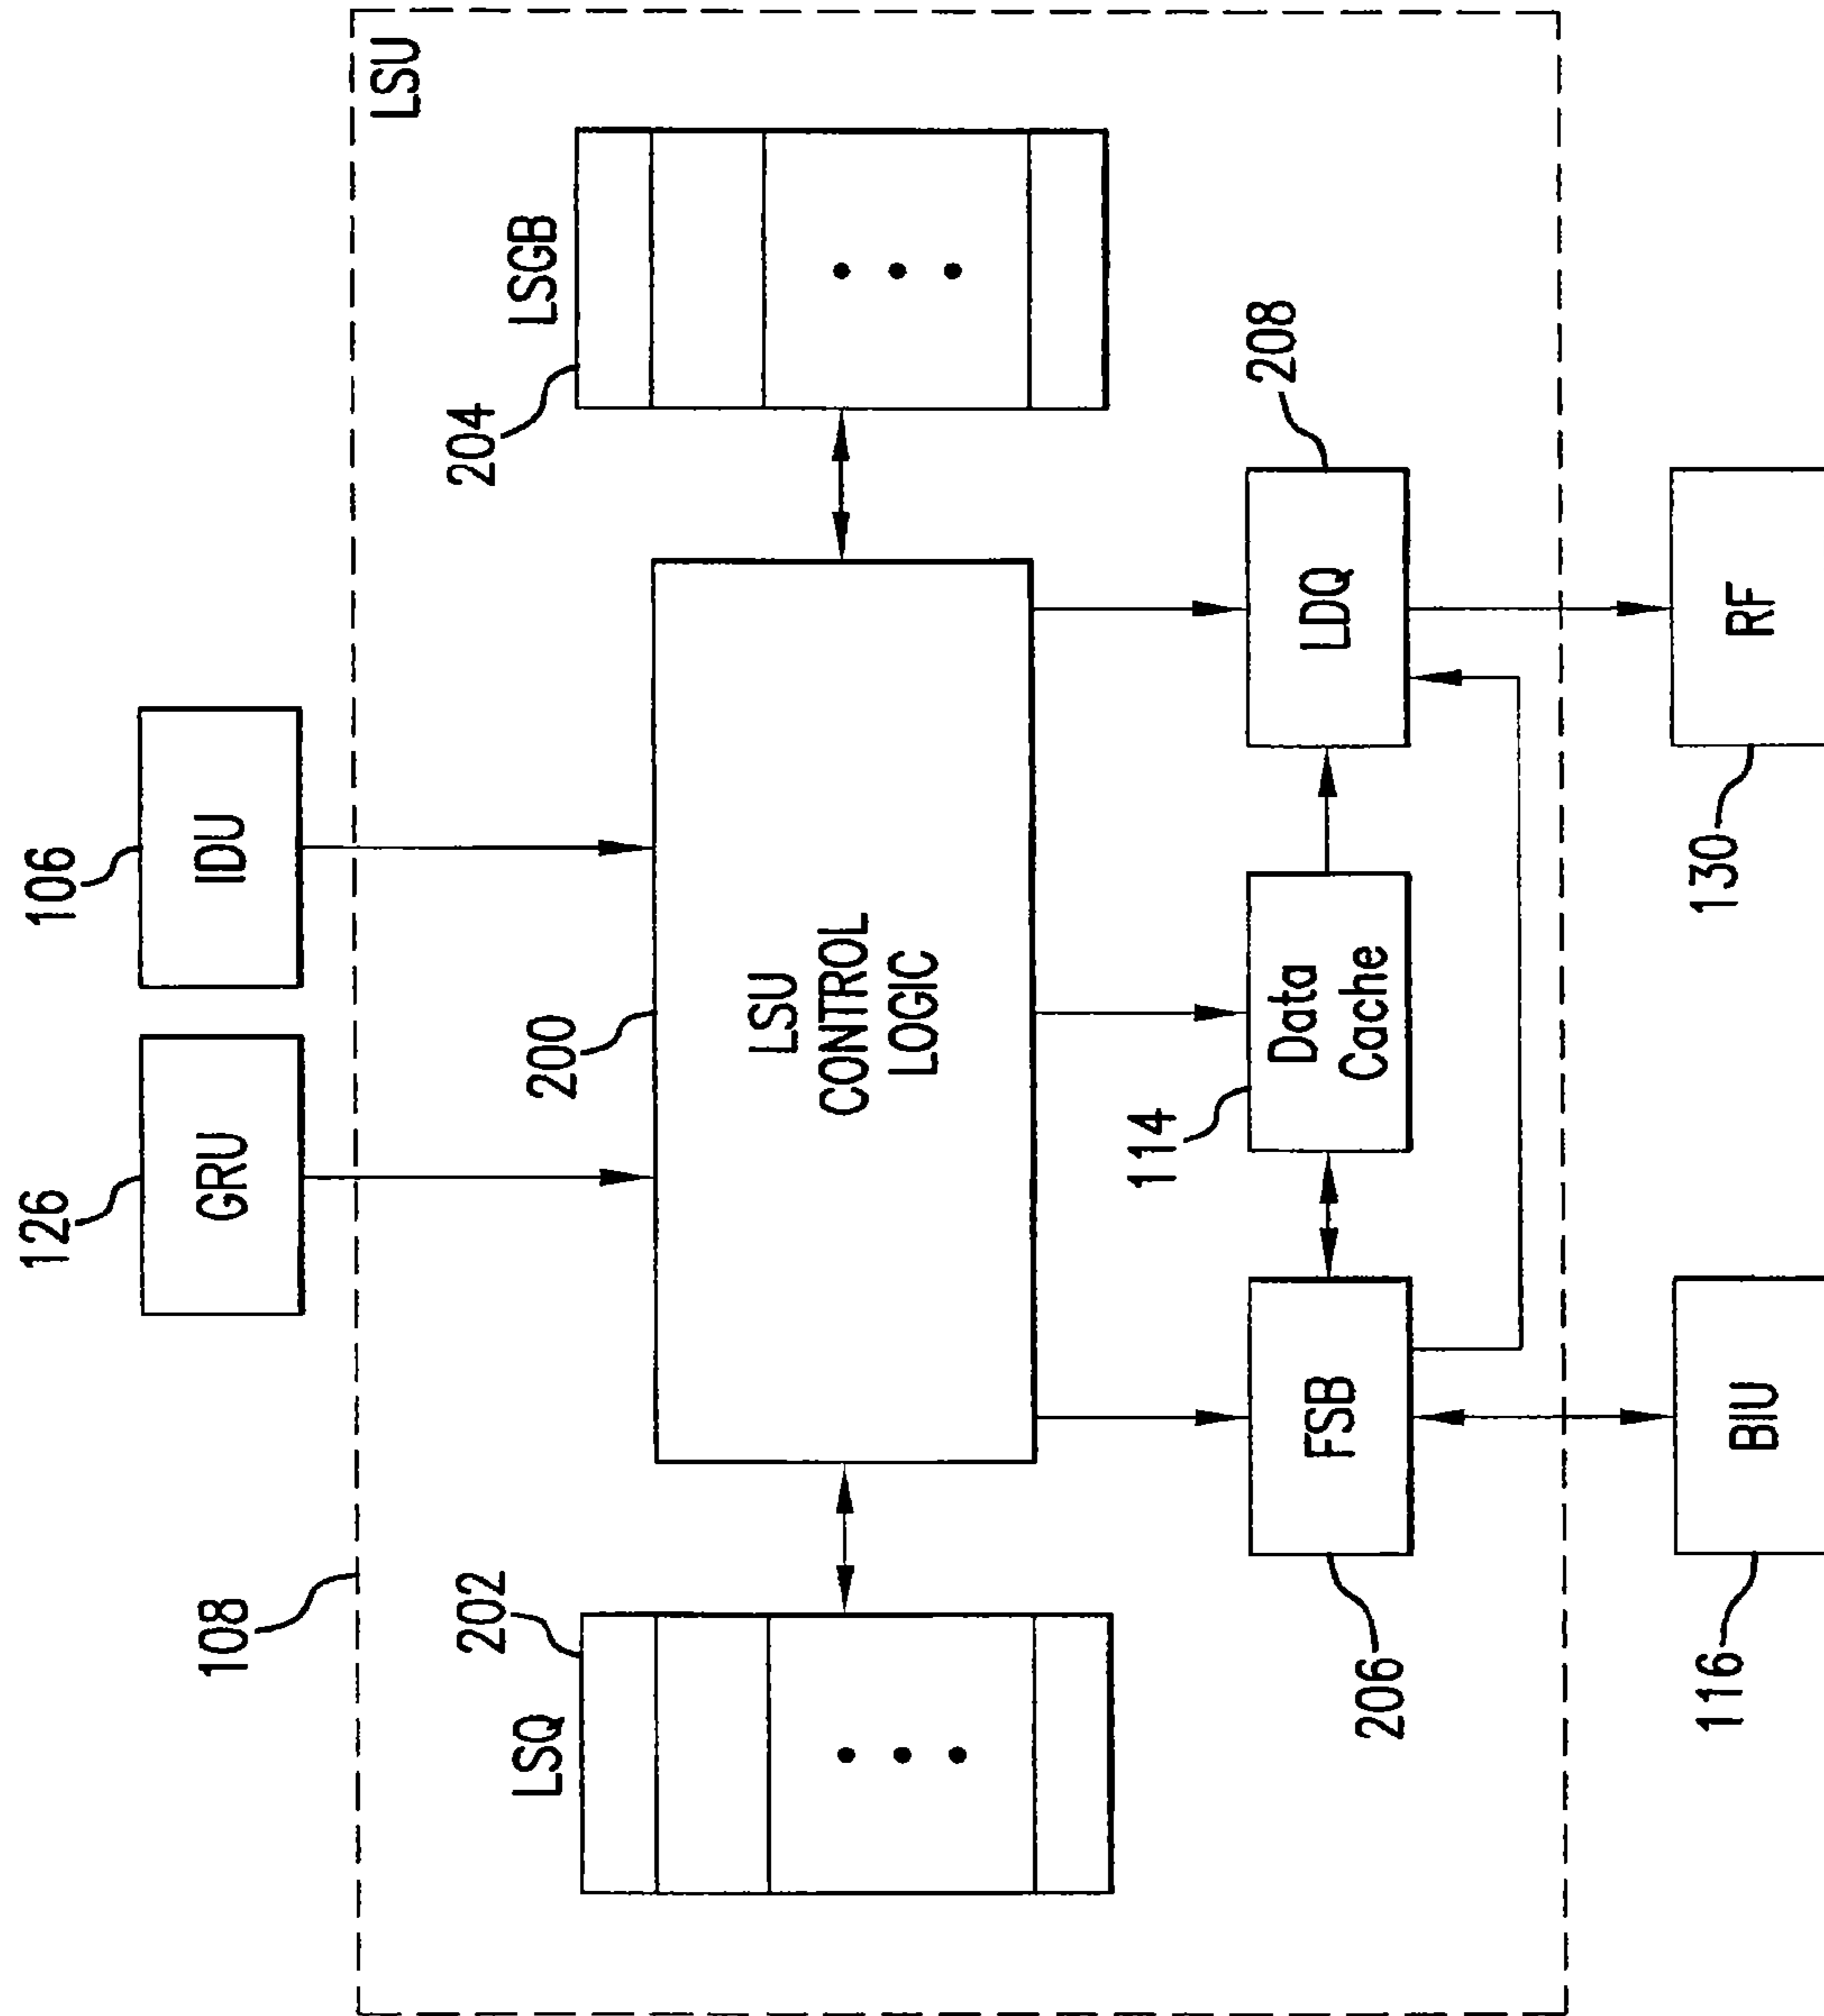 126
GRU
106
IDU
108
LSU
LSQ
202
200
LSU
CONTROL
LOGIC
204
LSGB
206
FSB
114
Data
Cache
LDQ
208
116
BIU
130
RF